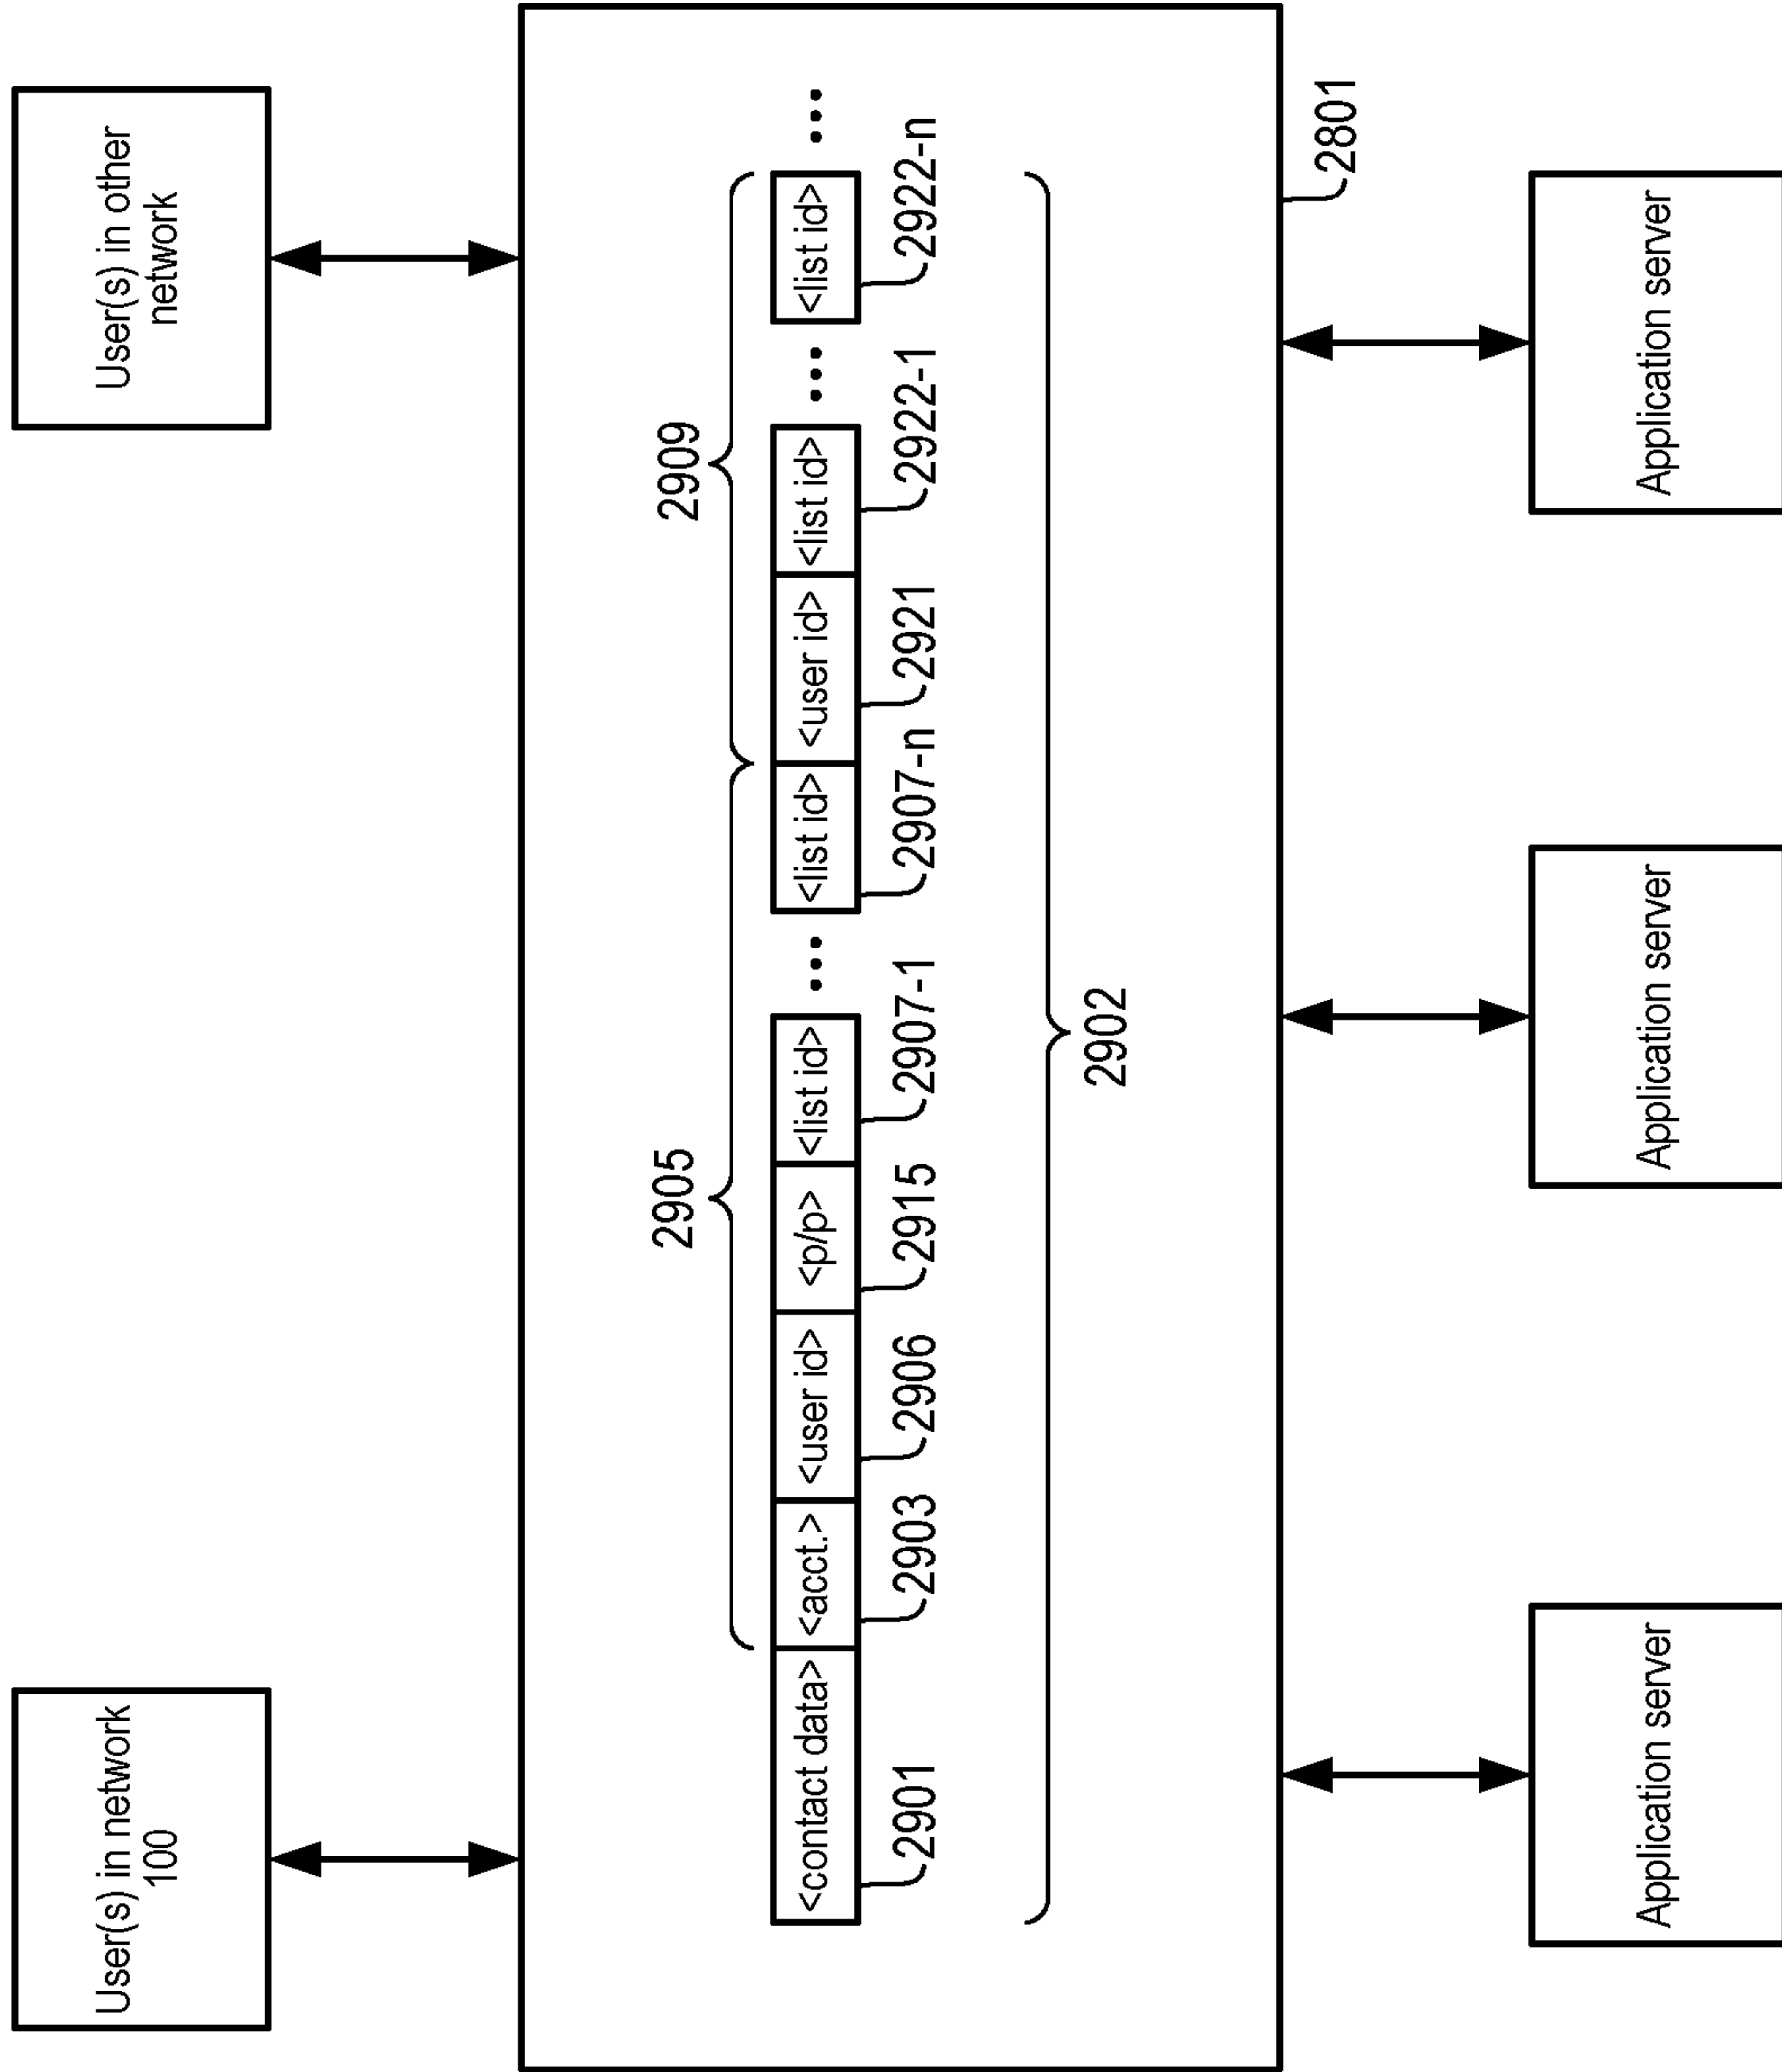 User(s) in network
100
User(s) in other
network
2905
2909
<contact data> <acct.> <user id> <p/p> <list id> ••• <list id> <user id> <list id> ••• <list id> •••
2901 2903 2906 2915 2907-1 2907-n 2921 2922-1 2922-n
2902
2801
Application server
Application server
Application server